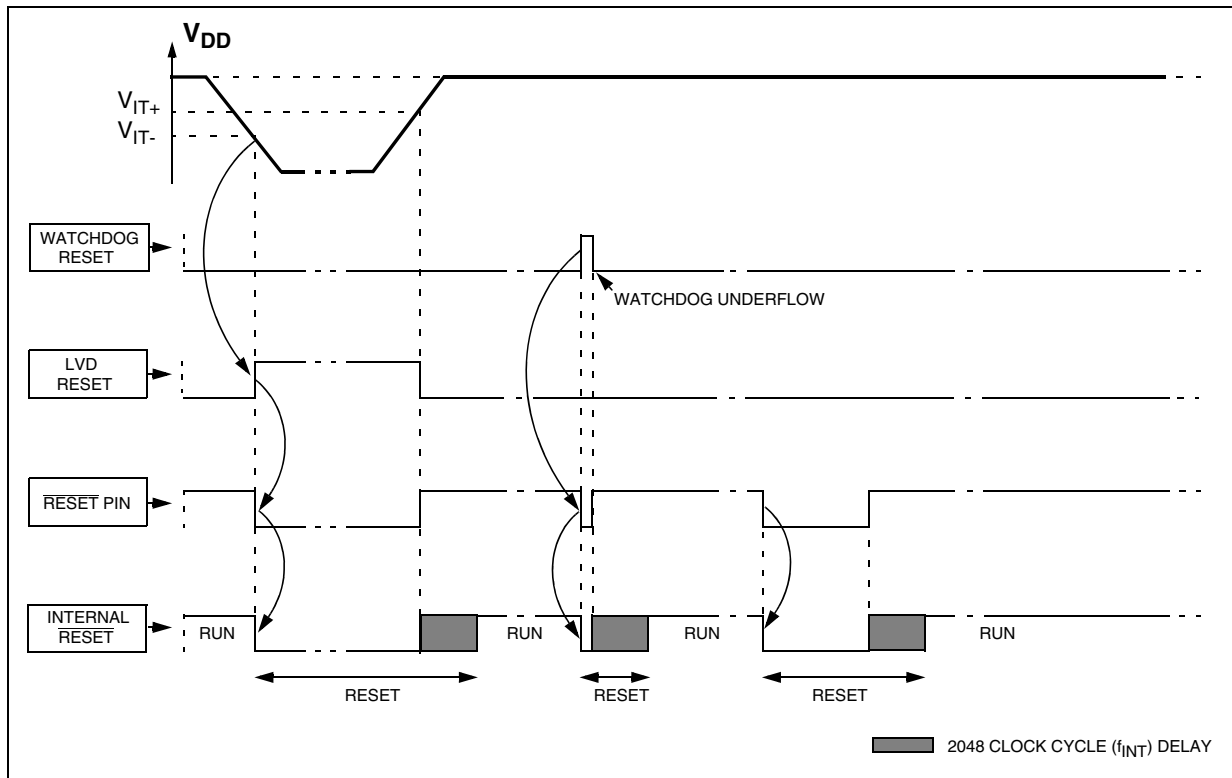 VDD
VIT+
VIT-
WATCHDOG
RESET
WATCHDOG UNDERFLOW
LVD
RESET
RESET PIN
INTERNAL
RESET
RUN
RUN
RUN
RUN
RESET
RESET
RESET
2048 CLOCK CYCLE (fINT) DELAY